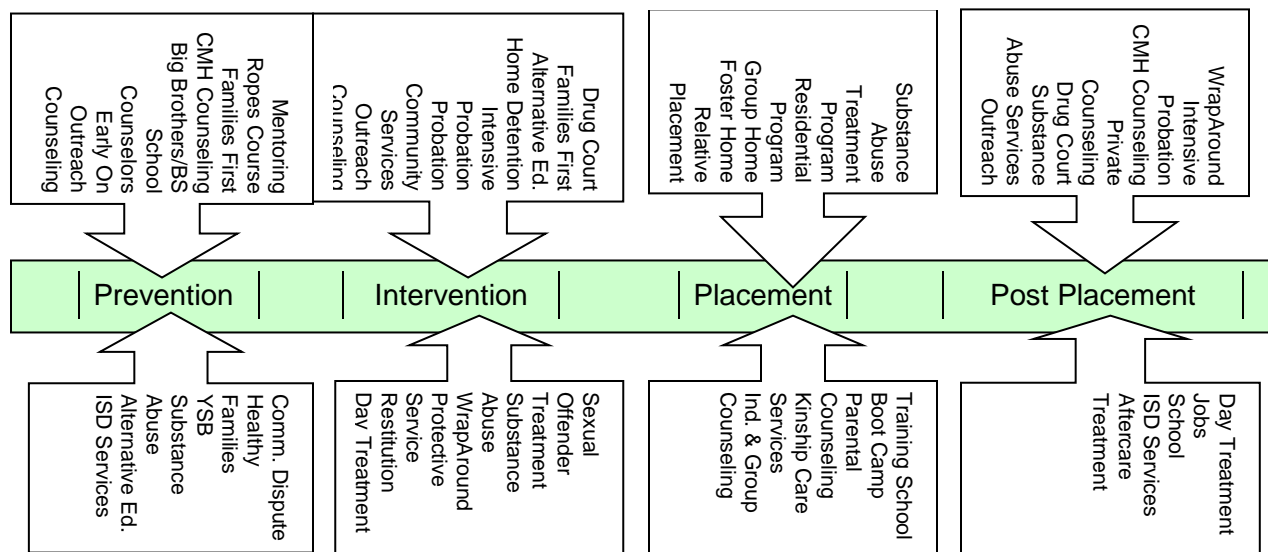 Mentoring
Ropes Course
Families First
CMH Counseling
Big Brothers/BS
School
Counselors
Early On
Outreach
Counseling
Drug Court
Families First
Alternative Ed.
Home Detention
Intensive
Probation
Probation
Community
Services
Outreach
Counseling
Substance
Abuse
Treatment
Program
Residential
Program
Group Home
Foster Home
Relative
Placement
WrapAround
Intensive
Probation
CMH Counseling
Private
Counseling
Drug Court
Substance
Abuse Services
Outreach
Prevention
Intervention
Placement
Post Placement
Comm. Dispute
Healthy
Families
YSB
Substance
Abuse
Alternative Ed.
ISD Services
Sexual
Offender
Treatment
Substance
Abuse
WrapAround
Protective
Service
Restitution
Day Treatment
Training School
Boot Camp
Parental
Counseling
Kinship Care
Services
Ind. & Group
Counseling
Day Treatment
Jobs
School
ISD Services
Aftercare
Treatment